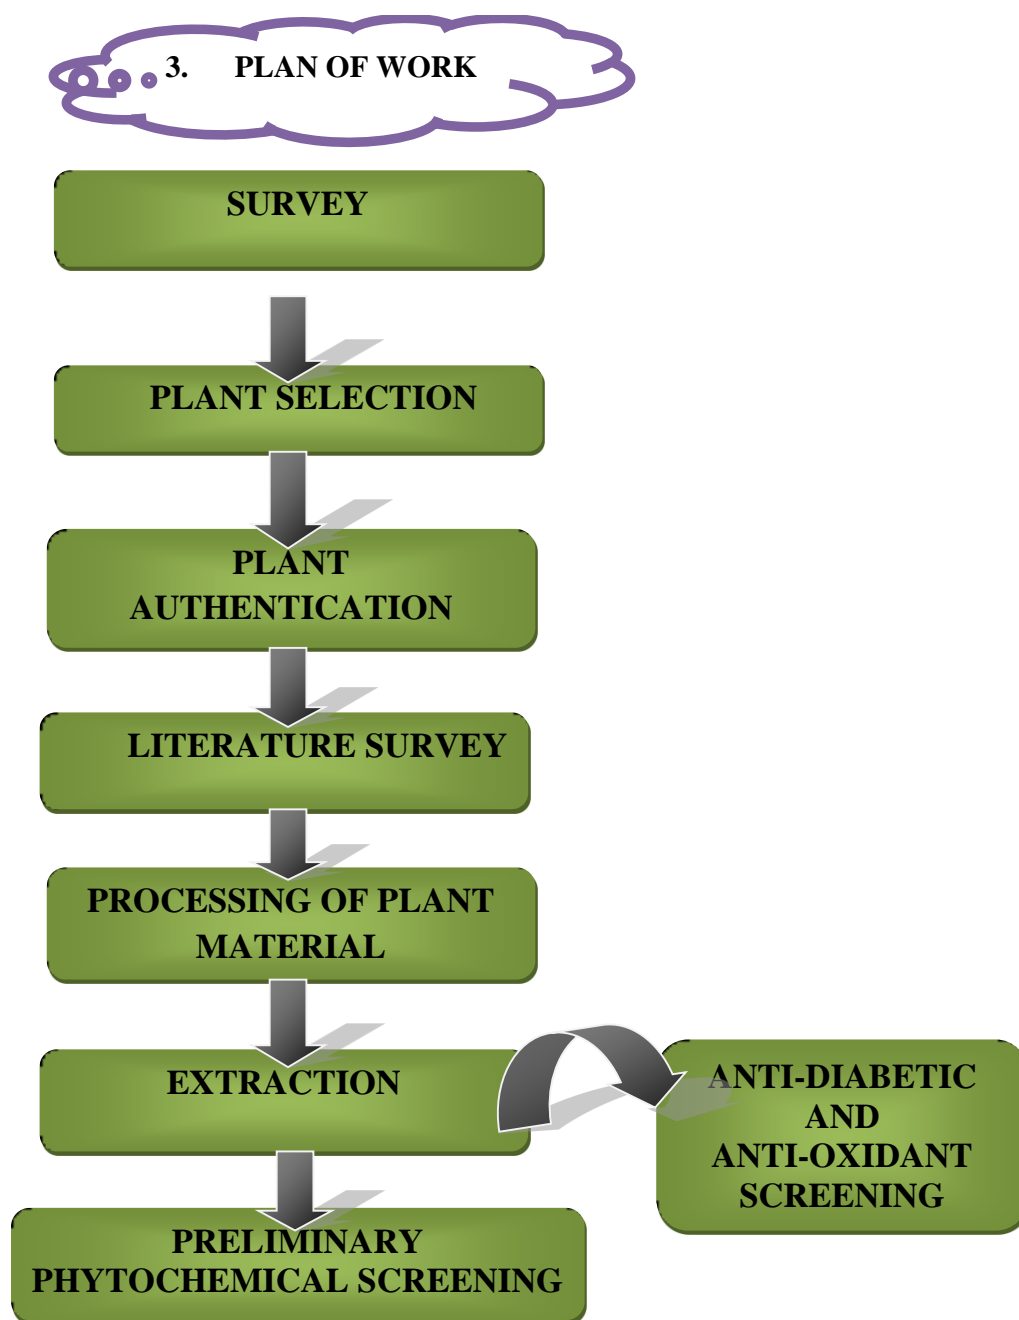 3. PLAN OF WORK
SURVEY
PLANT SELECTION
PLANT
AUTHENTICATION
LITERATURE SURVEY
PROCESSING OF PLANT
MATERIAL
EXTRACTION
ANTI-DIABETIC
AND
ANTI-OXIDANT
SCREENING
PRELIMINARY
PHYTOCHEMICAL SCREENING